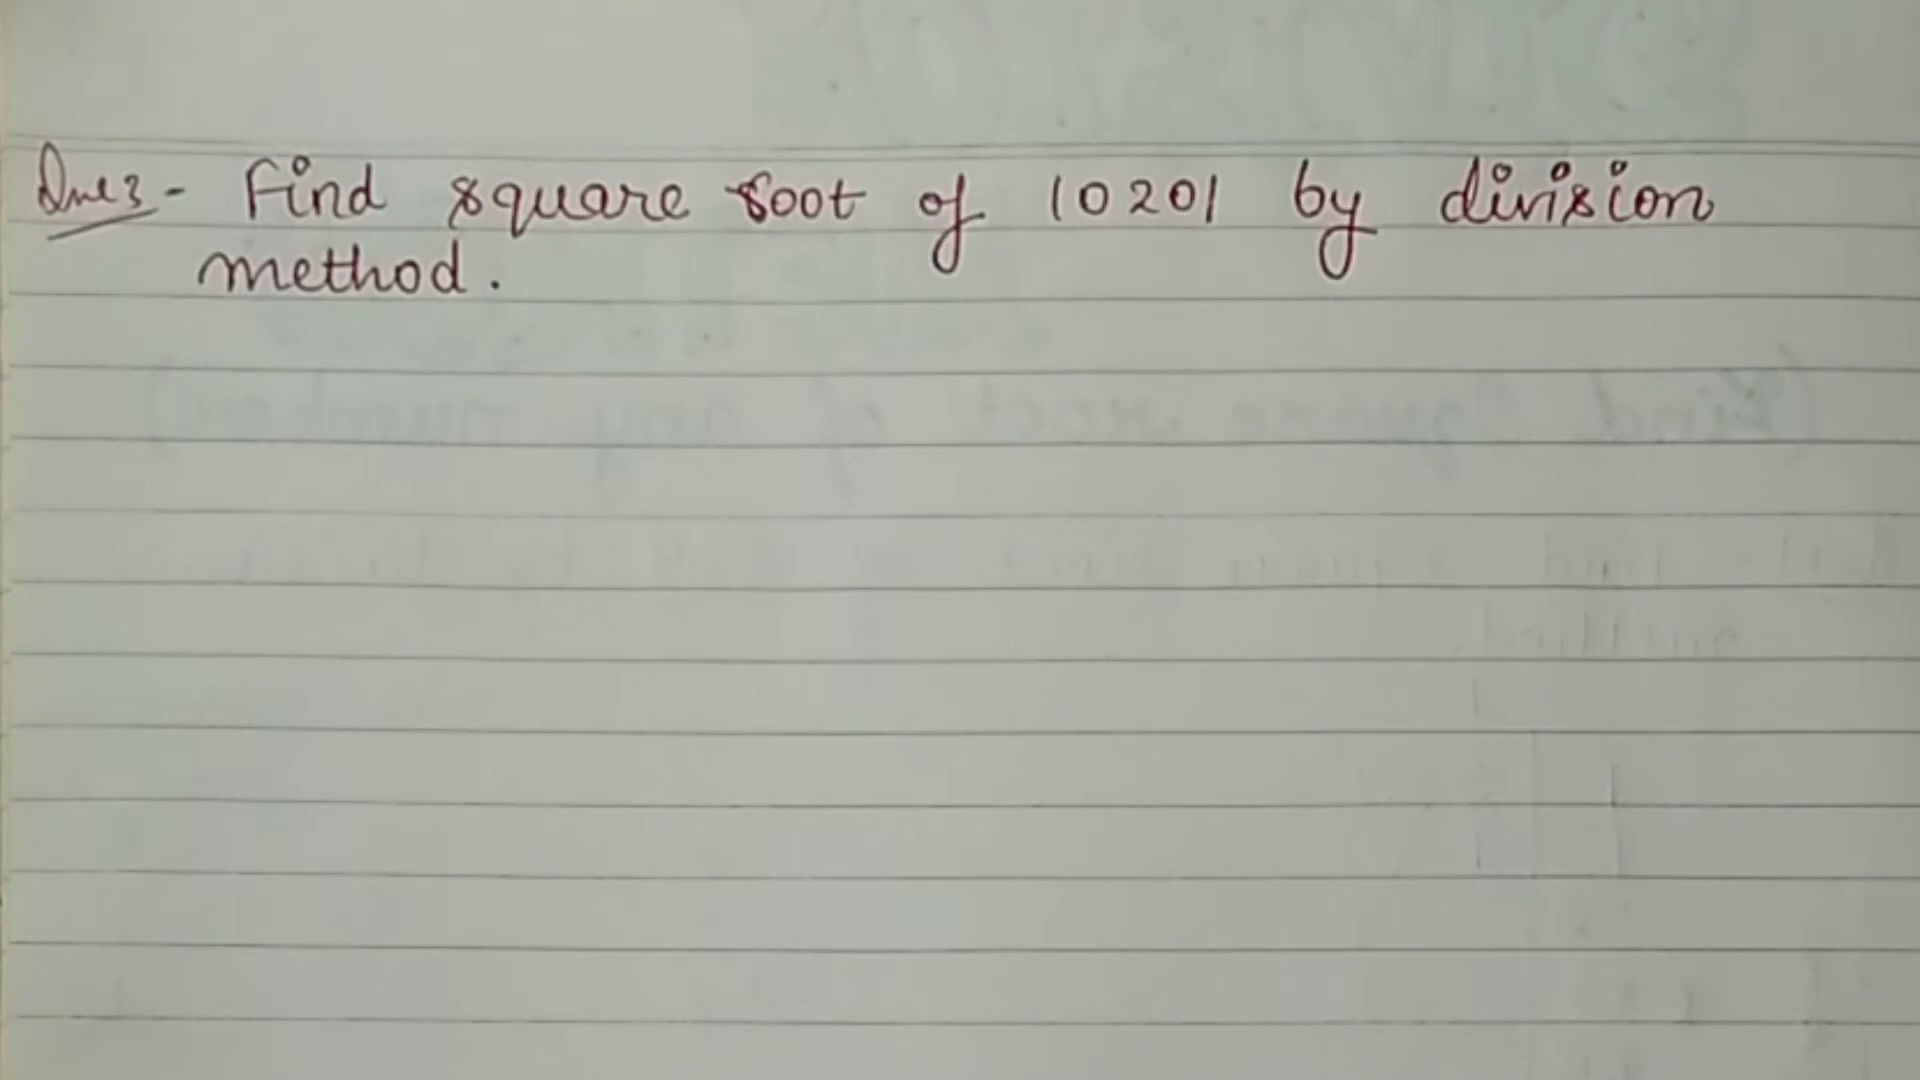 Que3 - Find square root of 10201 by division
method.